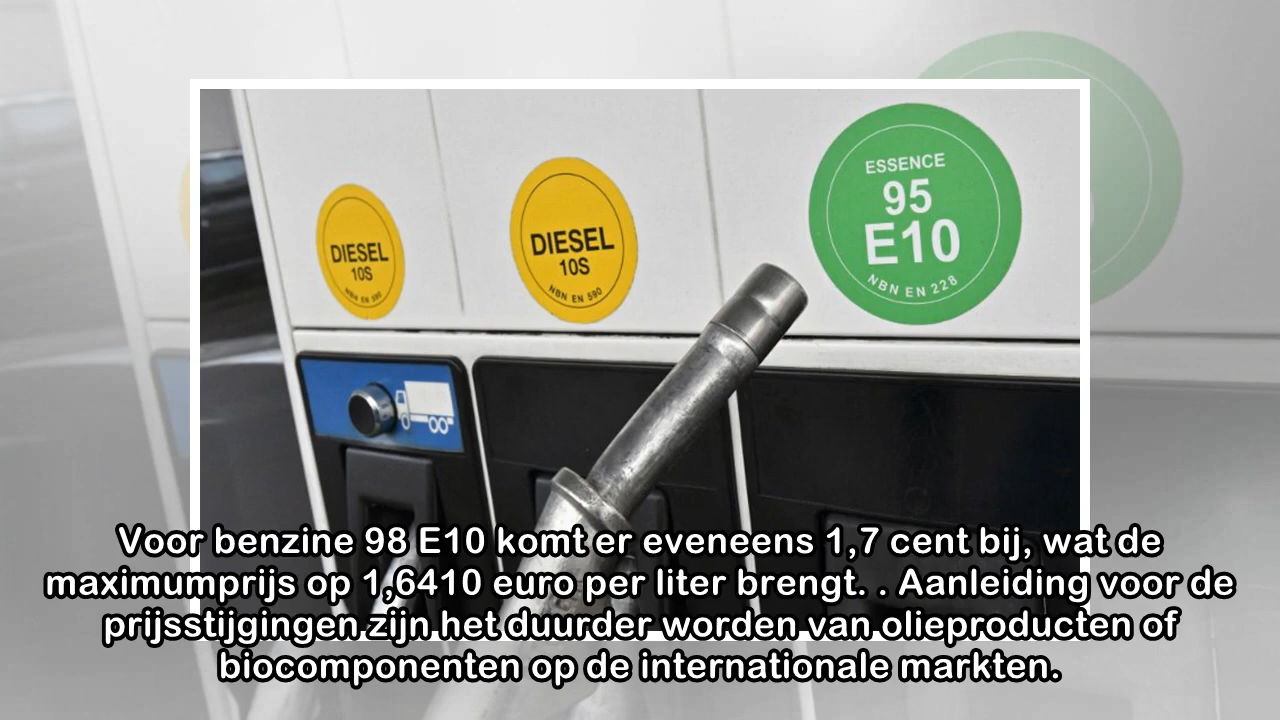 DIESEL
10S
NBN EN 590
DIESEL
10S
NBN EN 590
ESSENCE
95
E10
NBN EN 228
Voor benzine 98 E10 komt er eveneens 1,7 cent bij, wat de
maximumprijs op 1,6410 euro per liter brengt. . Aanleiding voor de
prijsstijgingen zijn het duurder worden van olieproducten of
biocomponenten op de internationale markten.